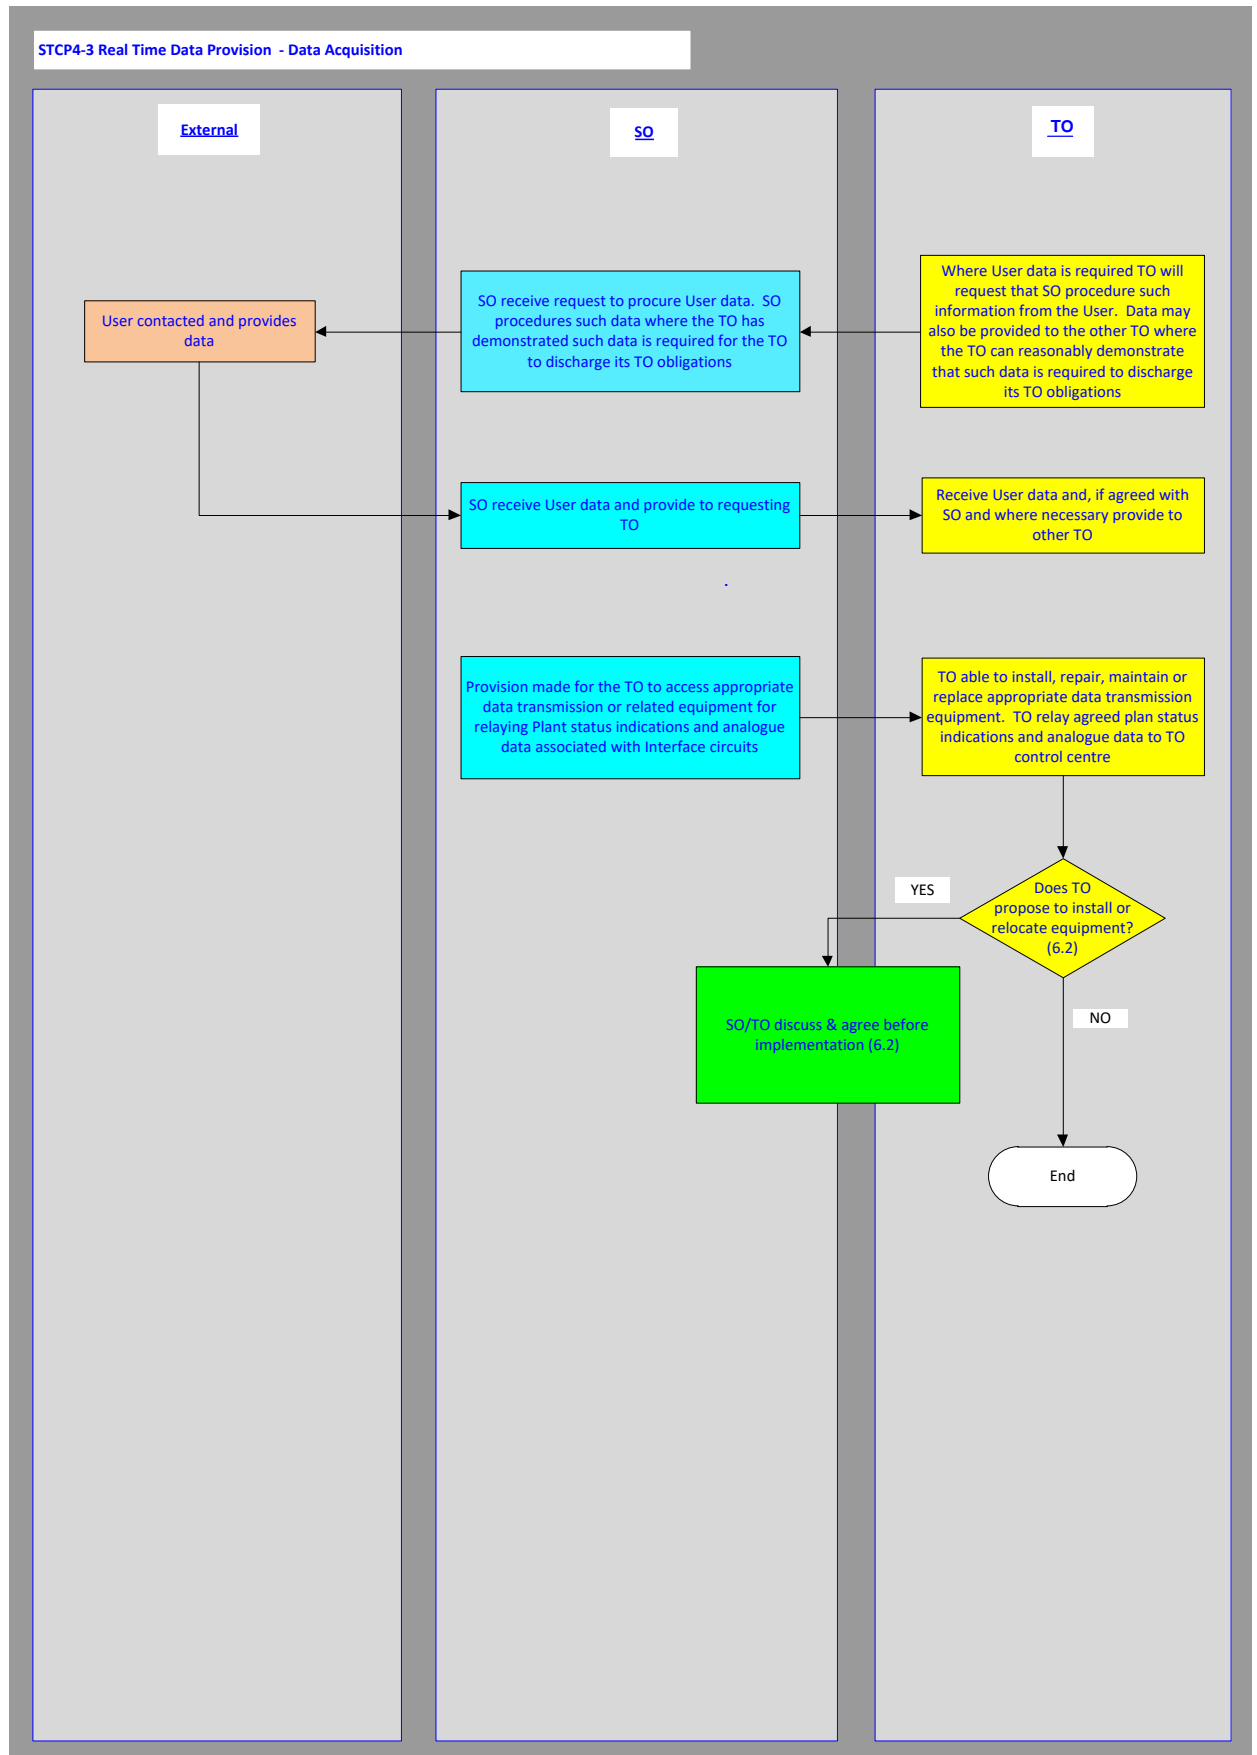 STCP4-3 Real Time Data Provision  - Data Acquisition
External
SO
TO
User contacted and provides
data
SO receive request to procure User data.  SO
procedures such data where the TO has
demonstrated such data is required for the TO
to discharge its TO obligations
Where User data is required TO will
request that SO procedure such
information from the User.  Data may
also be provided to the other TO where
the TO can reasonably demonstrate
that such data is required to discharge
its TO obligations
SO receive User data and provide to requesting
TO
Receive User data and, if agreed with
SO and where necessary provide to
other TO
.
Provision made for the TO to access appropriate
data transmission or related equipment for
relaying Plant status indications and analogue
data associated with Interface circuits
TO able to install, repair, maintain or
replace appropriate data transmission
equipment.  TO relay agreed plan status
indications and analogue data to TO
control centre
YES
Does TO
propose to install or
relocate equipment?
(6.2)
SO/TO discuss & agree before
implementation (6.2)
NO
End